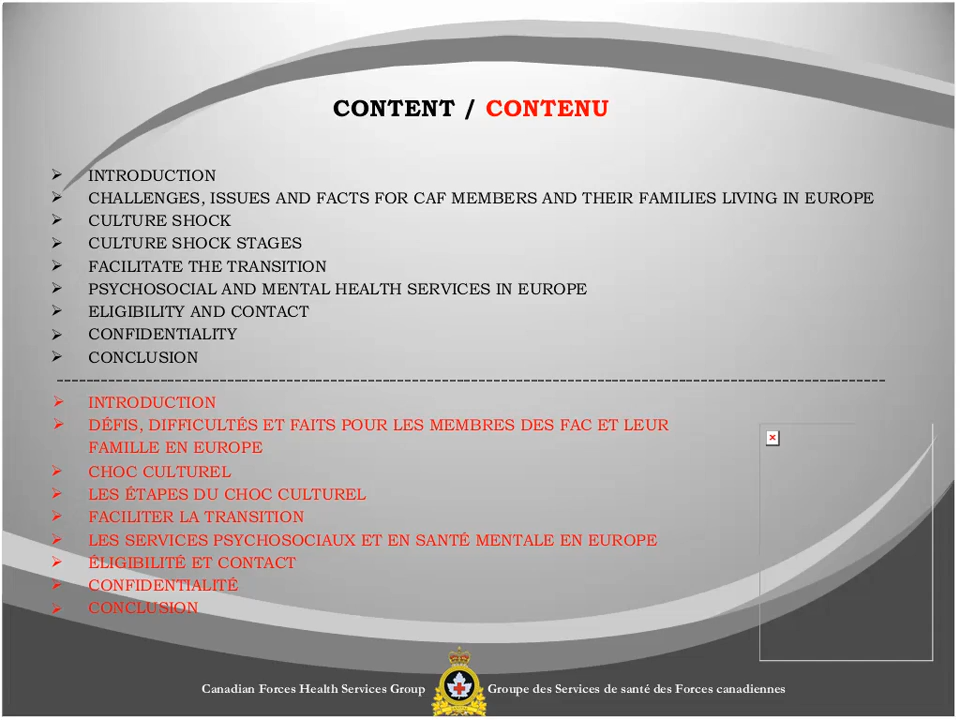 CONTENT / CONTENU
INTRODUCTION
CHALLENGES, ISSUES AND FACTS FOR CAF MEMBERS AND THEIR FAMILIES LIVING IN EUROPE
CULTURE SHOCK
CULTURE SHOCK STAGES
FACILITATE THE TRANSITION
PSYCHOSOCIAL AND MENTAL HEALTH SERVICES IN EUROPE
ELIGIBILITY AND CONTACT
CONFIDENTIALITY
CONCLUSION
INTRODUCTION
DÉFIS, DIFFICULTÉS ET FAITS POUR LES MEMBRES DES FAC ET LEUR
FAMILLE EN EUROPE
CHOC CULTUREL
LES ÉTAPES DU CHOC CULTUREL
FACILITER LA TRANSITION
LES SERVICES PSYCHOSOCIAUX ET EN SANTÉ MENTALE EN EUROPE
ÉLIGIBILITÉ ET CONTACT
CONFIDENTIALITÉ
CONCLUSION
Canadian Forces Health Services Group Groupe des Services de santé des Forces canadiennes